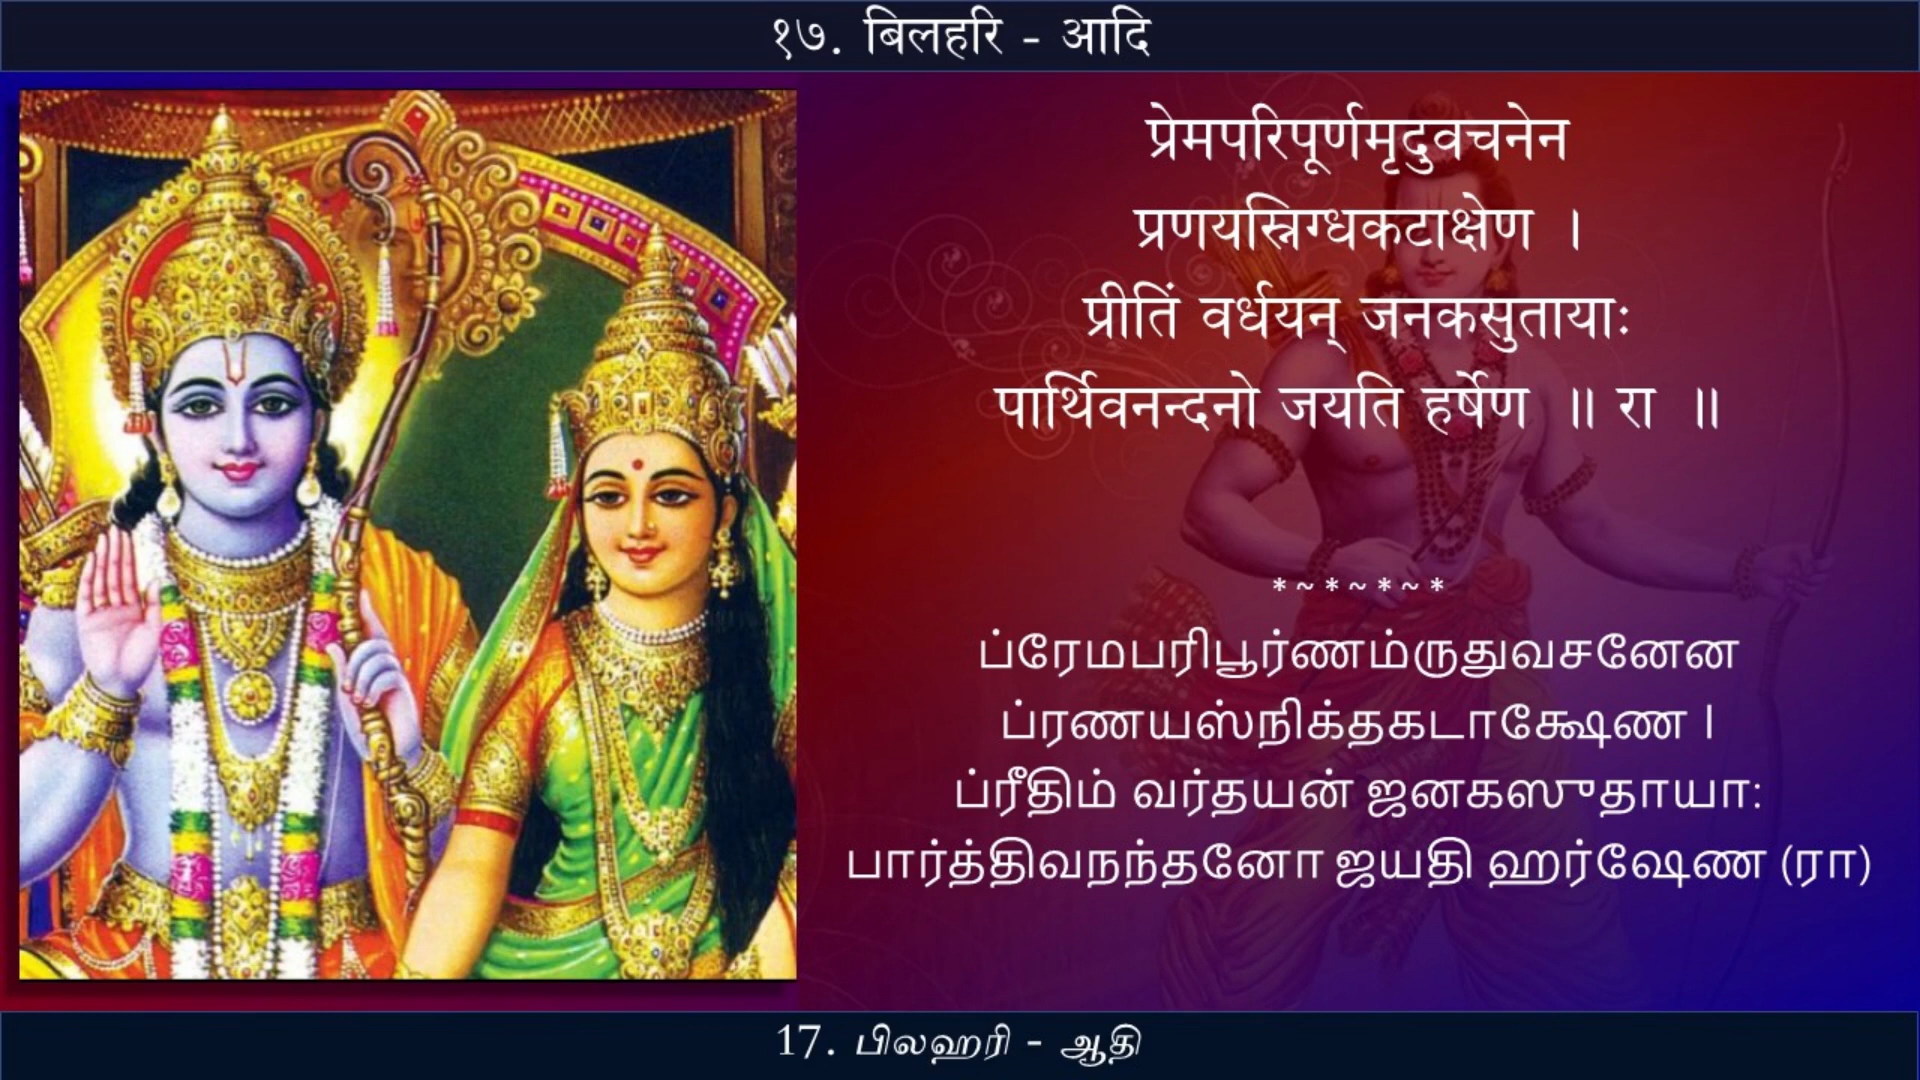 १७. बिलहरि - आदि
प्रेमपरिपूर्णमृदुवचनेन
प्रणयस्निग्धकटाक्षेण ।
प्रीतिं वर्धयन् जनकसुतायाः
पार्थिवनन्दनो जयति हर्षेण ॥ रा ॥
*~*~*~*
ப்ரேமபரிபூர்ணம்ருதுவசனேன
ப்ரணயஸ்நிக்தகடாக்ஷேண ।
ப்ரீதிம் வர்தயன் ஜனகஸுதாயா:
பார்த்திவநந்தனோ ஜயதி ஹர்ஷேண (ரா)
17. பிலஹரி - ஆதி